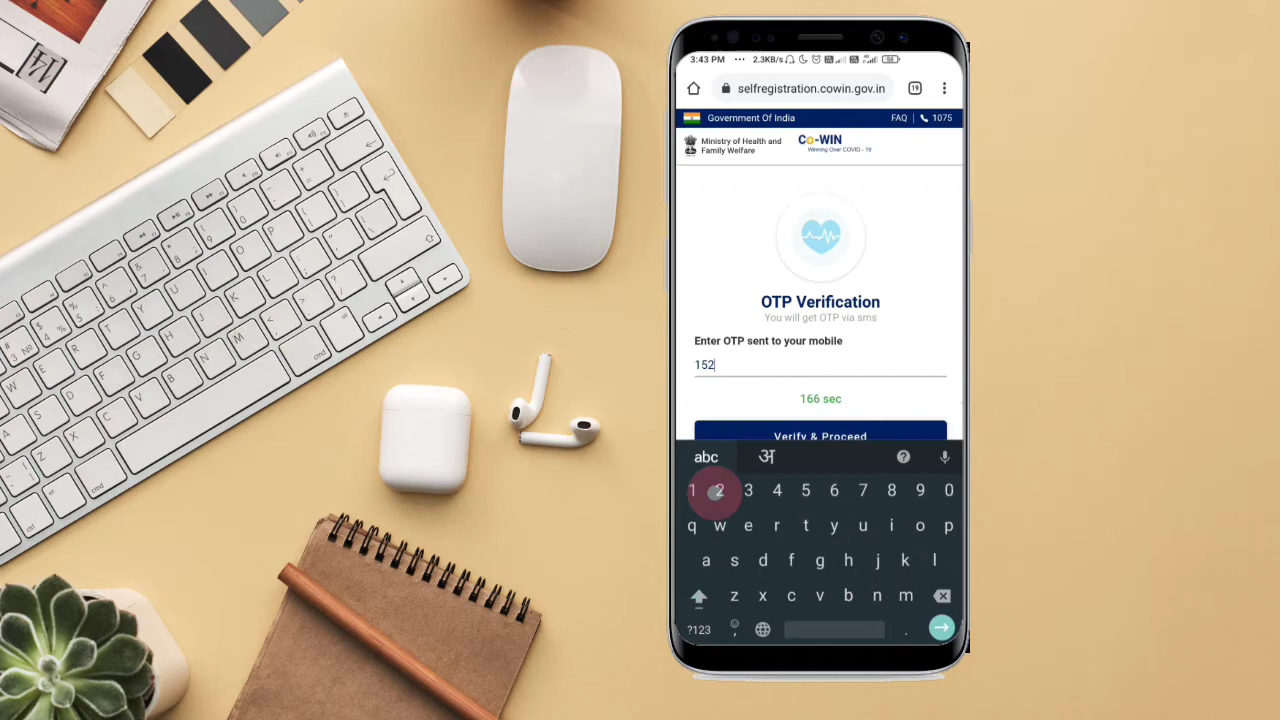 3:43 PM ... 2.3KB/s 58
selfregistration.cowin.gov.in 19
Government Of India FAQ | 1075
Ministry of Health and
Family Welfare
Co-WIN
Winning Over COVID - 19
OTP Verification
You will get OTP via sms
Enter OTP sent to your mobile
152
166 sec
Verify & Proceed
abc अ ?
1 2 3 4 5 6 7 8 9 0
q w e r t y u i o p
a s d f g h j k l
z x c v b n m
?123 , .